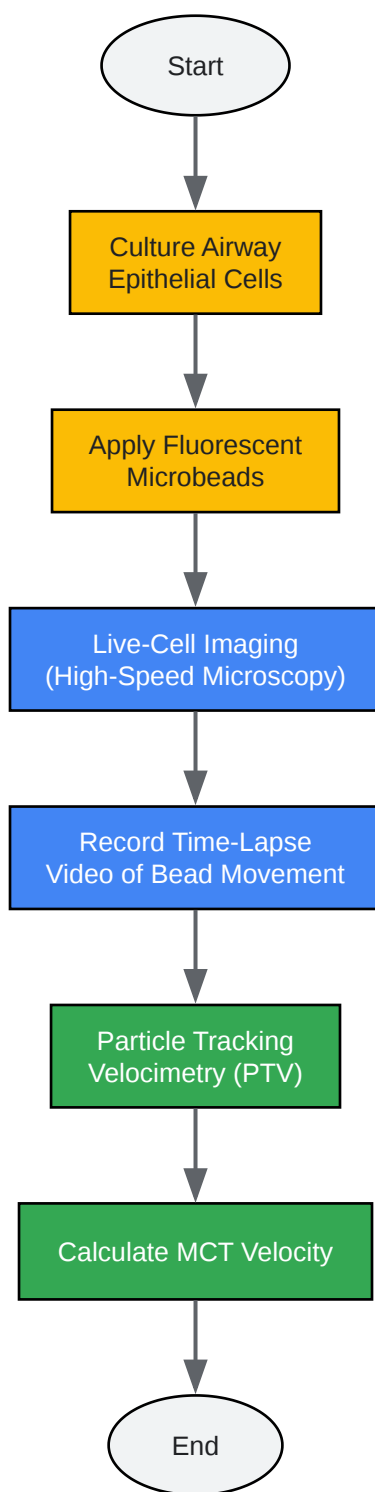 Start
Culture Airway
Epithelial Cells
Apply Fluorescent
Microbeads
Live-Cell Imaging
(High-Speed Microscopy)
Record Time-Lapse
Video of Bead Movement
Particle Tracking
Velocimetry (PTV)
Calculate MCT Velocity
End